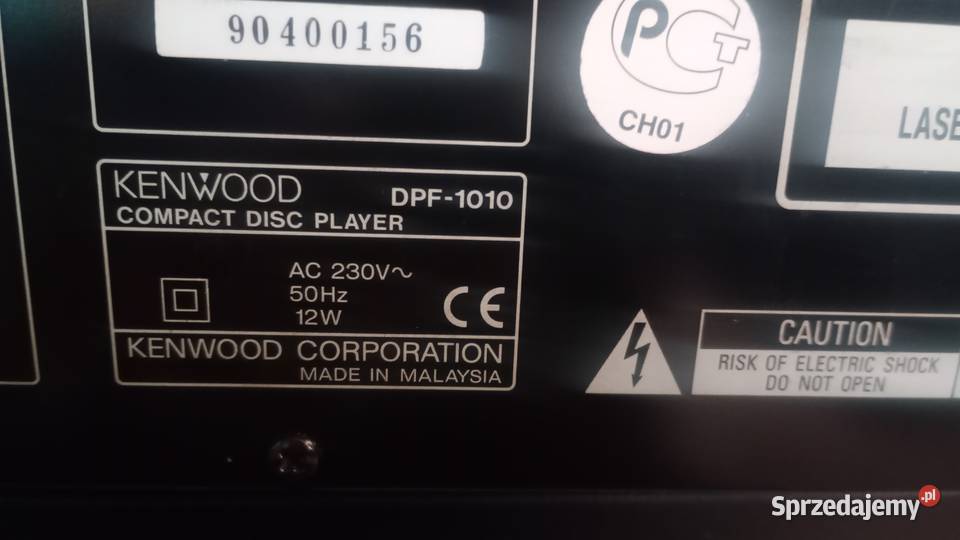 90400156
PCT
CH01
LASE
KENWOOD DPF-1010
COMPACT DISC PLAYER
AC 230V~
50Hz
12W
CE
KENWOOD CORPORATION
MADE IN MALAYSIA
CAUTION
RISK OF ELECTRIC SHOCK
DO NOT OPEN
Sprzedajemy.pl